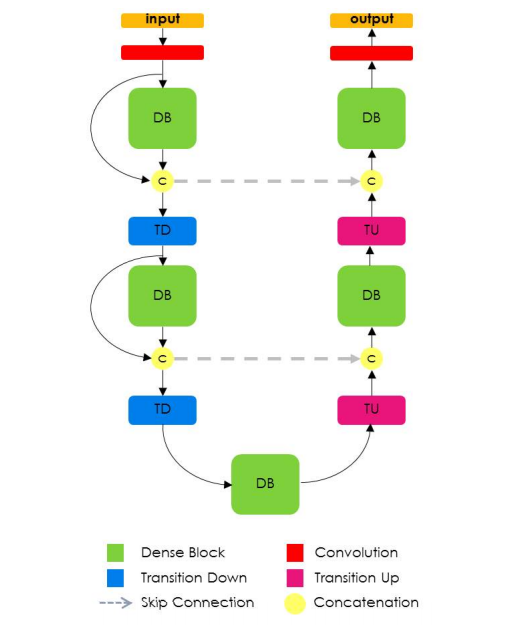 input output
DB DB
C C
TD TU
DB DB
C C
TD TU
DB
Dense Block Convolution
Transition Down Transition Up
Skip Connection Concatenation